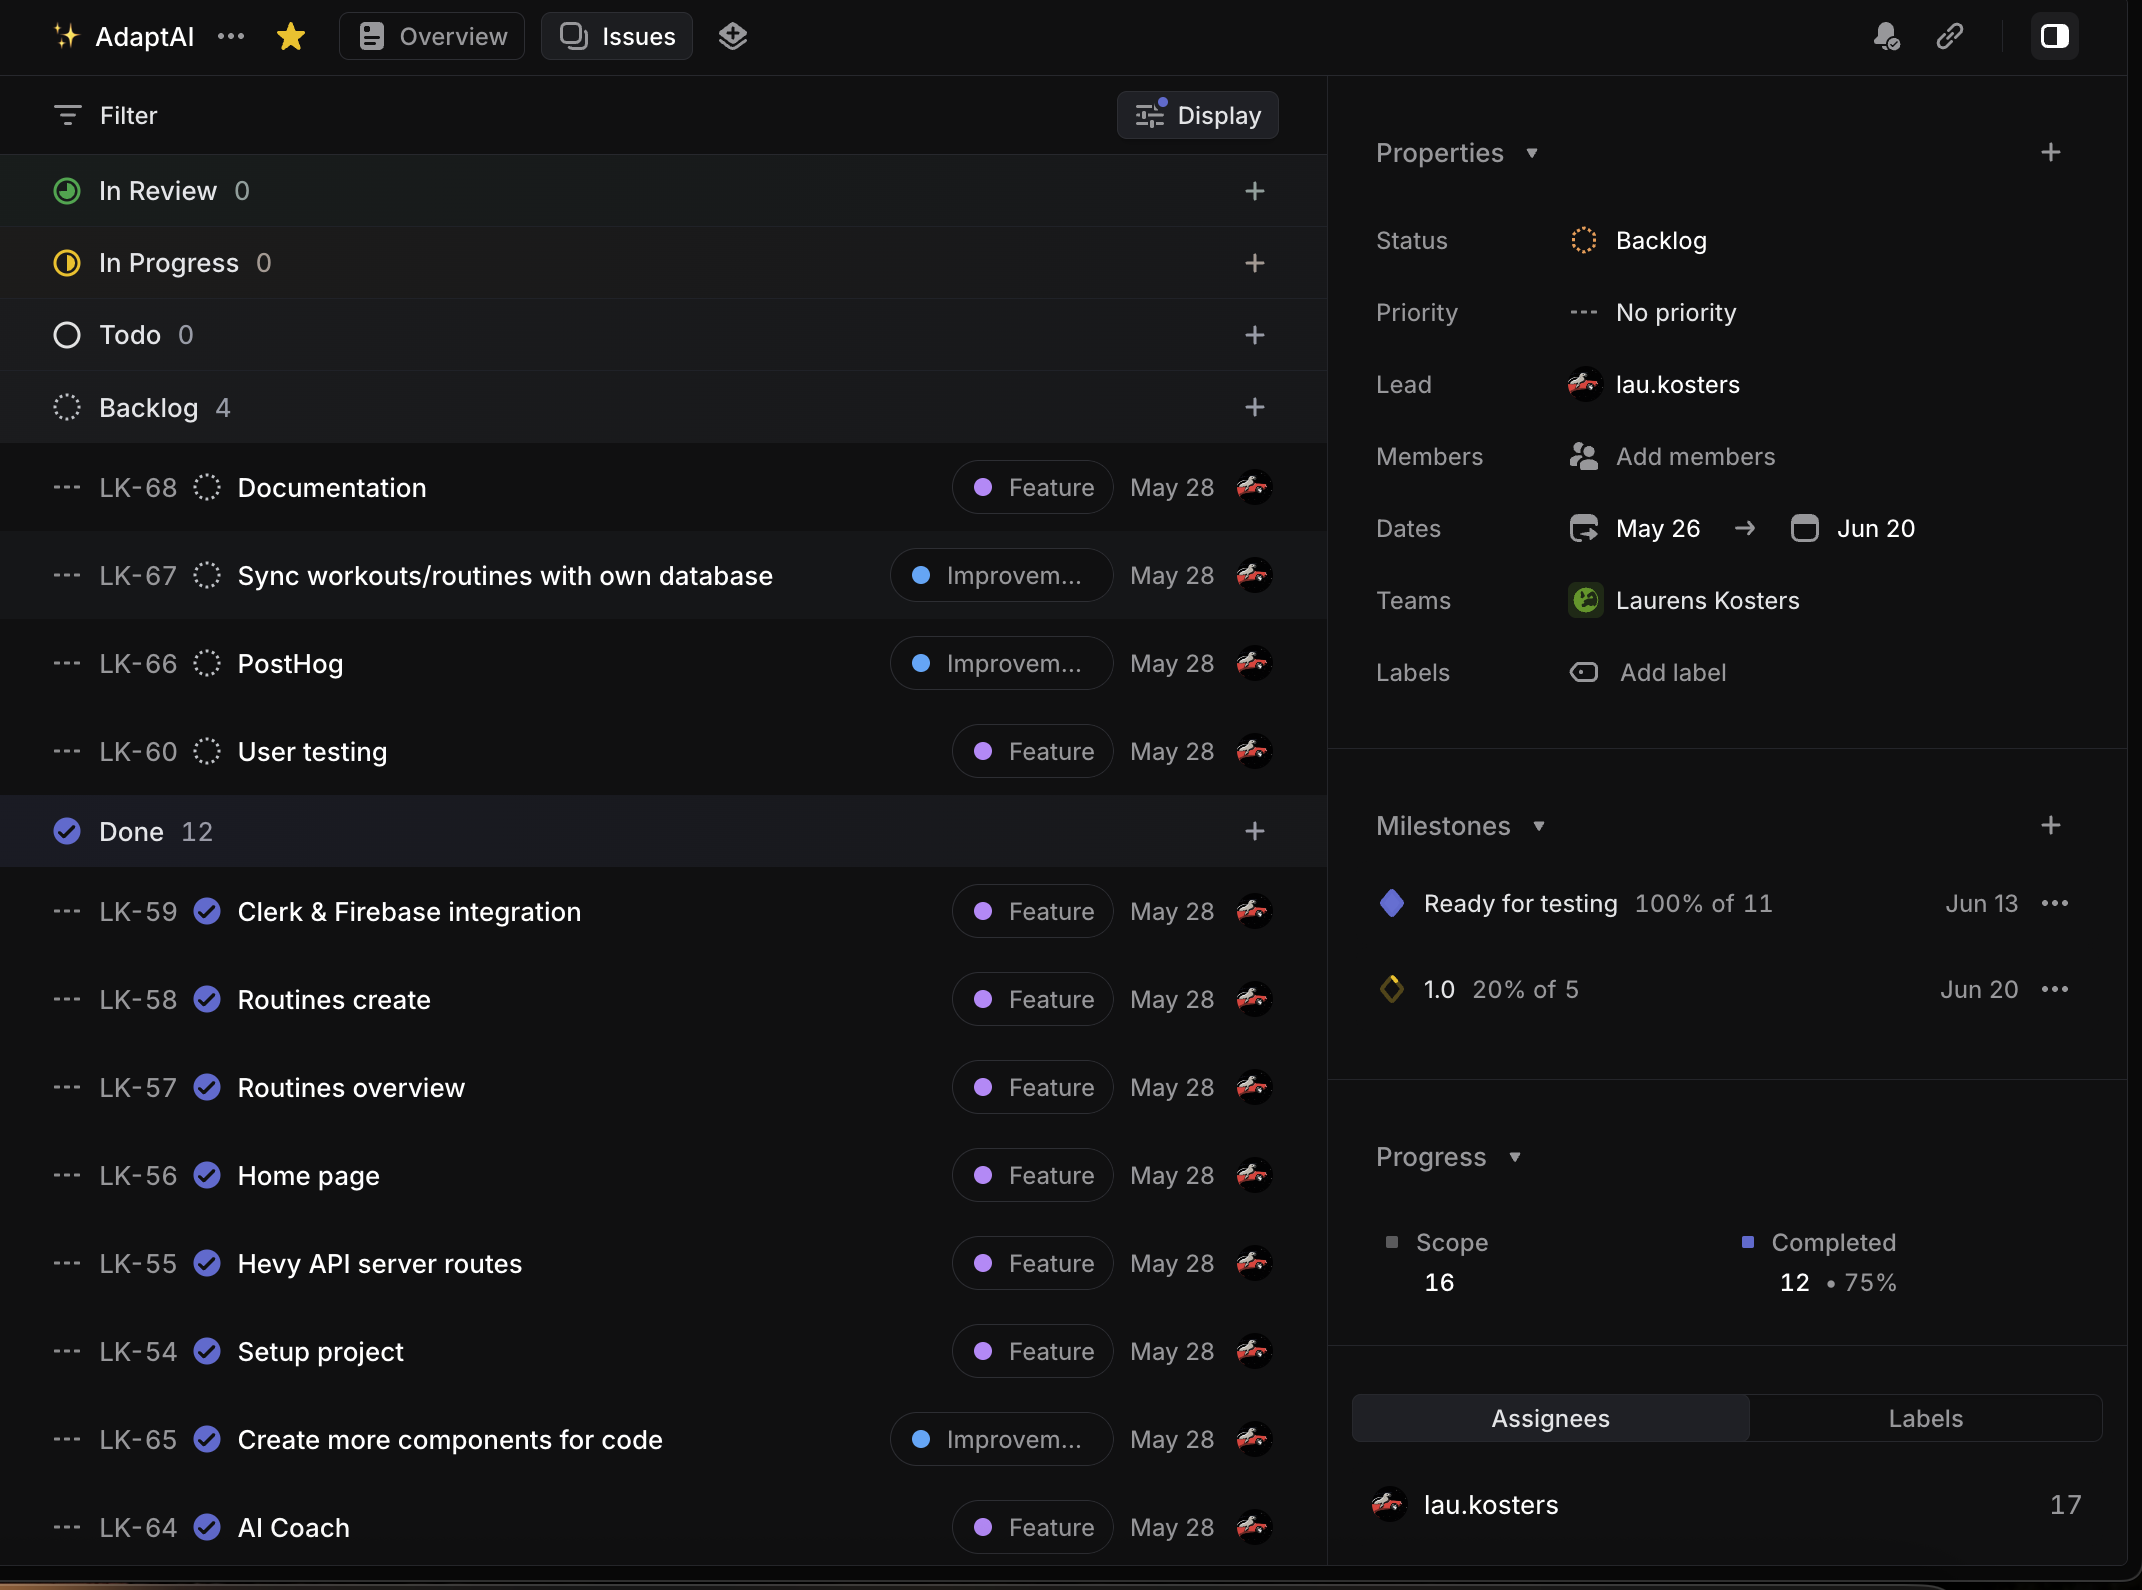 AdaptAI
Overview
Issues
Filter
Display
In Review 0
In Progress 0
Todo 0
Backlog 4
LK-68 Documentation Feature May 28
LK-67 Sync workouts/routines with own database Improvem... May 28
LK-66 PostHog Improvem... May 28
LK-60 User testing Feature May 28
Done 12
LK-59 Clerk & Firebase integration Feature May 28
LK-58 Routines create Feature May 28
LK-57 Routines overview Feature May 28
LK-56 Home page Feature May 28
LK-55 Hevy API server routes Feature May 28
LK-54 Setup project Feature May 28
LK-65 Create more components for code Improvem... May 28
LK-64 AI Coach Feature May 28
Properties
Status Backlog
Priority No priority
Lead lau.kosters
Members Add members
Dates May 26 → Jun 20
Teams Laurens Kosters
Labels Add label
Milestones
Ready for testing 100% of 11 Jun 13
1.0 20% of 5 Jun 20
Progress
Scope Completed
16 12 • 75%
Assignees Labels
lau.kosters 17